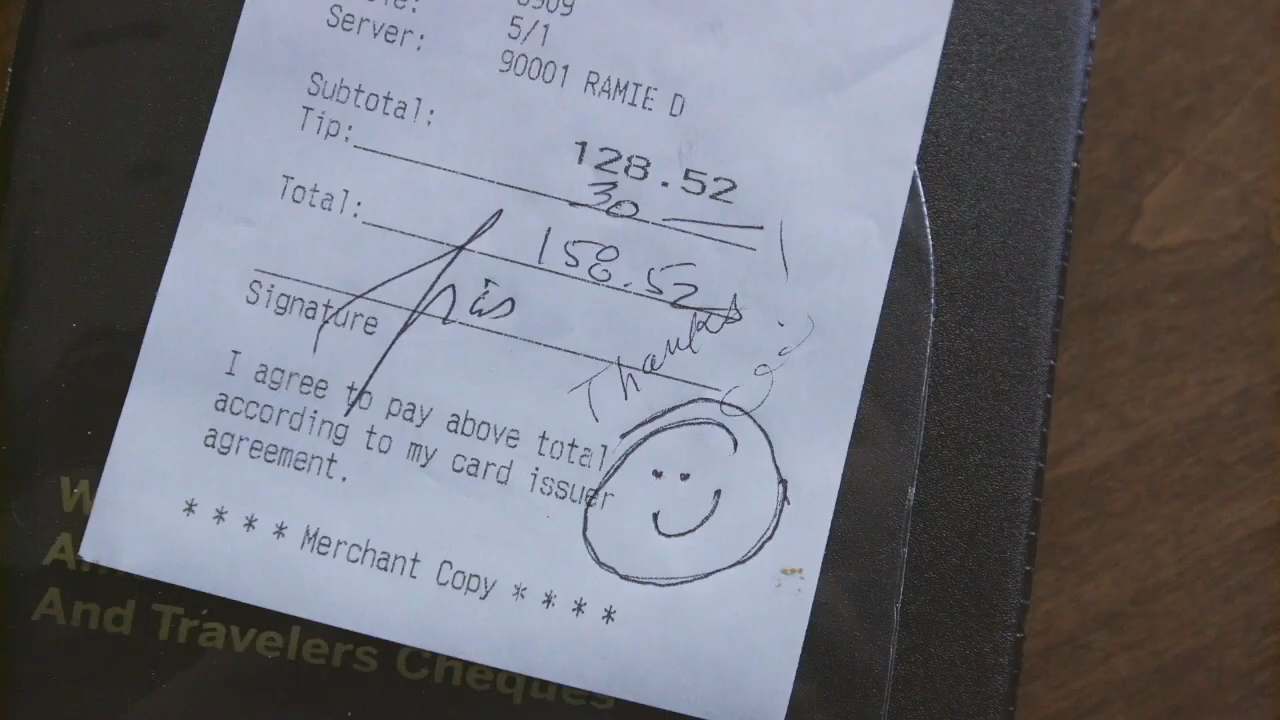 Server: 5/1
90001 RAMIE D
Subtotal: 128.52
Tip: 30
Total: 158.52
Thanks
Signature
I agree to pay above total
according to my card issuer
agreement.
* * * * Merchant Copy * * * *
And Travelers Cheques